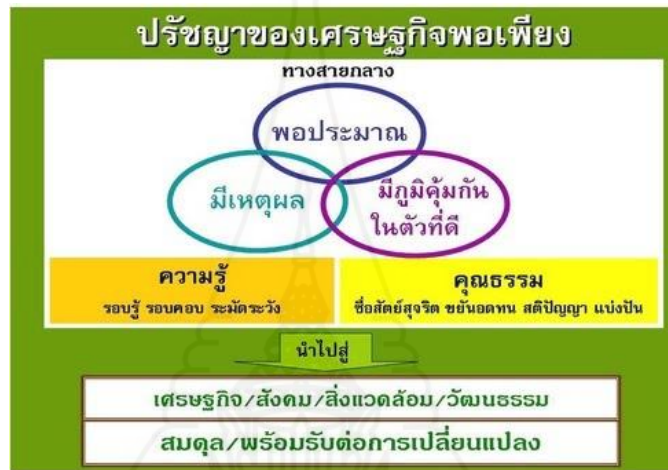 ปรัชญาของเศรษฐกิจพอเพียง
ทางสายกลาง
พอประมาณ
มีเหตุผล
มีภูมิคุ้มกัน
ในตัวที่ดี
ความรู้
รอบรู้ รอบคอบ ระมัดระวัง
คุณธรรม
ซื่อสัตย์สุจริต ขยันอดทน สติปัญญา แบ่งปัน
นำไปสู่
เศรษฐกิจ/สังคม/สิ่งแวดล้อม/วัฒนธรรม
สมดุล/พร้อมรับต่อการเปลี่ยนแปลง